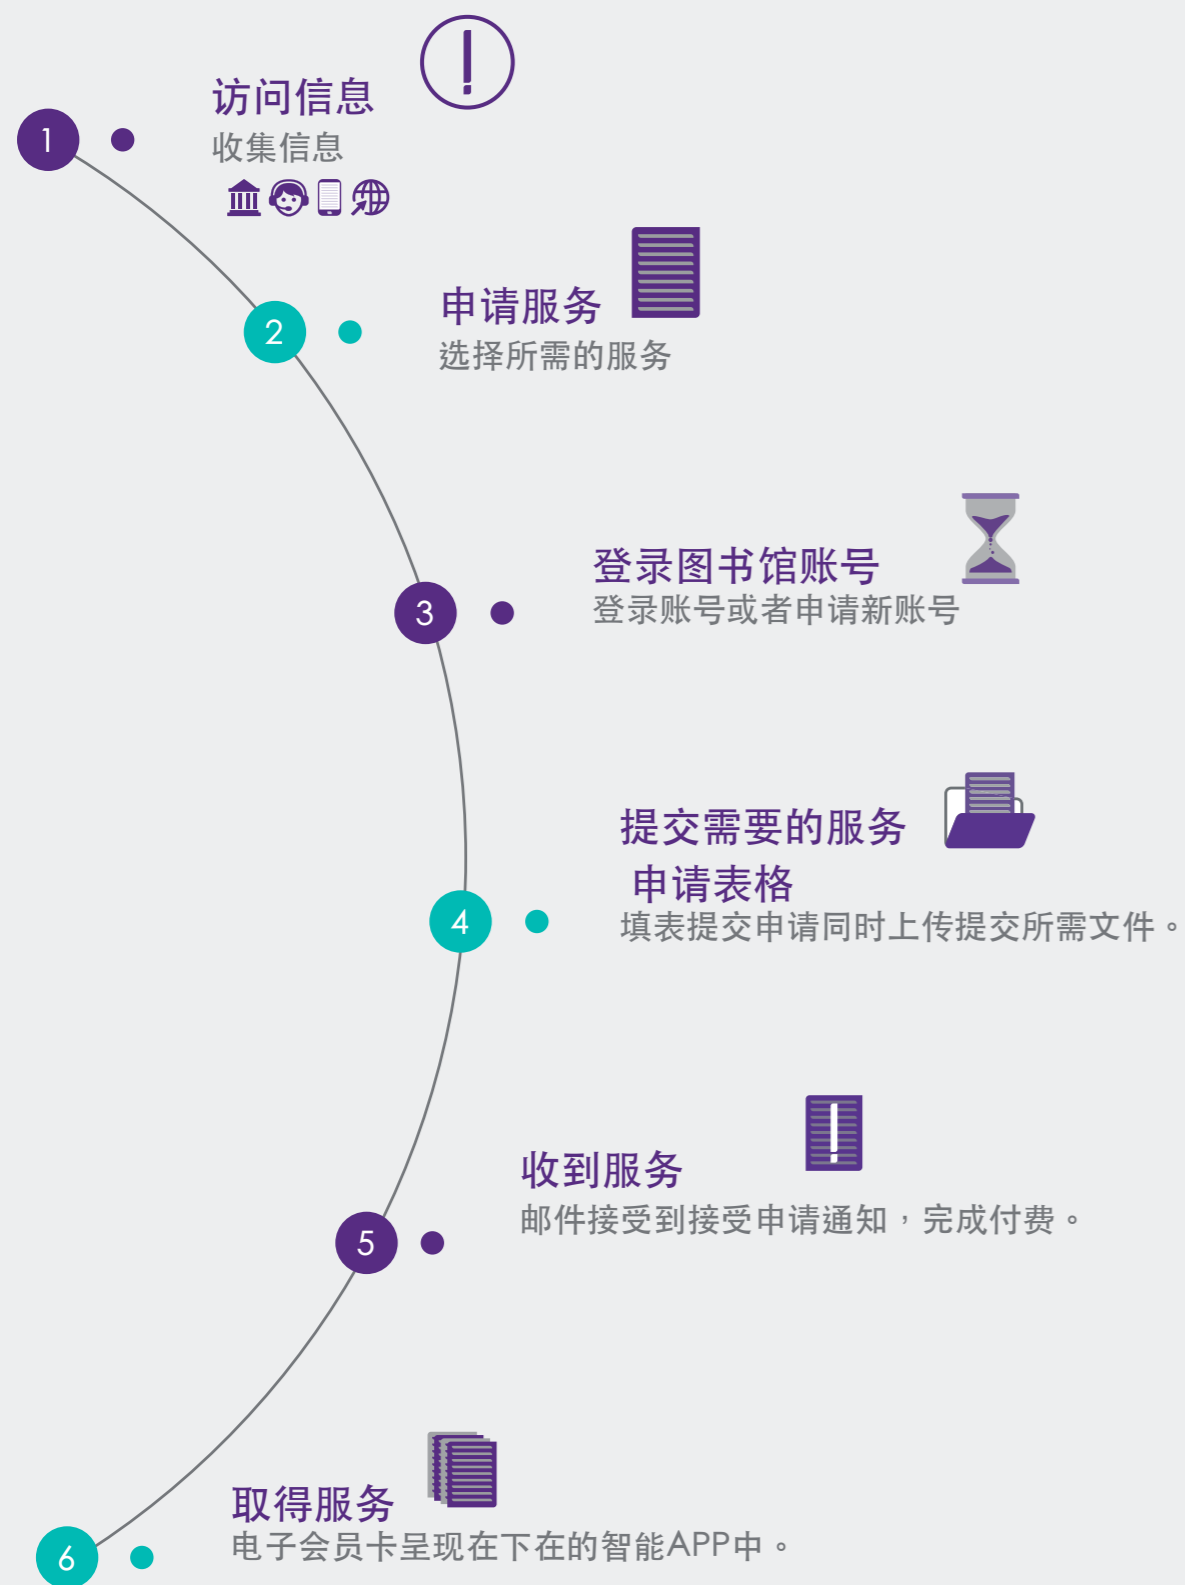 1
访问信息
收集信息
2
申请服务
选择所需的服务
3
登录图书馆账号
登录账号或者申请新账号
4
提交需要的服务
申请表格
填表提交申请同时上传提交所需文件。
5
收到服务
邮件接受到接受申请通知，完成付费。
6
取得服务
电子会员卡呈现在下在的智能APP中。